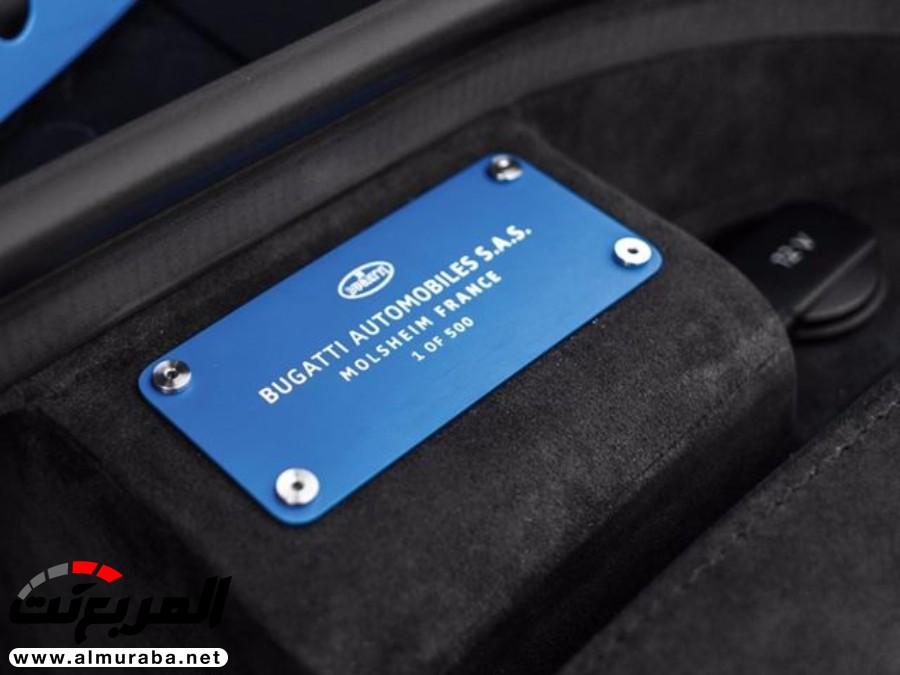 BUGATTI
BUGATTI AUTOMOBILES S.A.S.
MOLSHEIM FRANCE
1 OF 500
12 V
المربع نت
www.almuraba.net